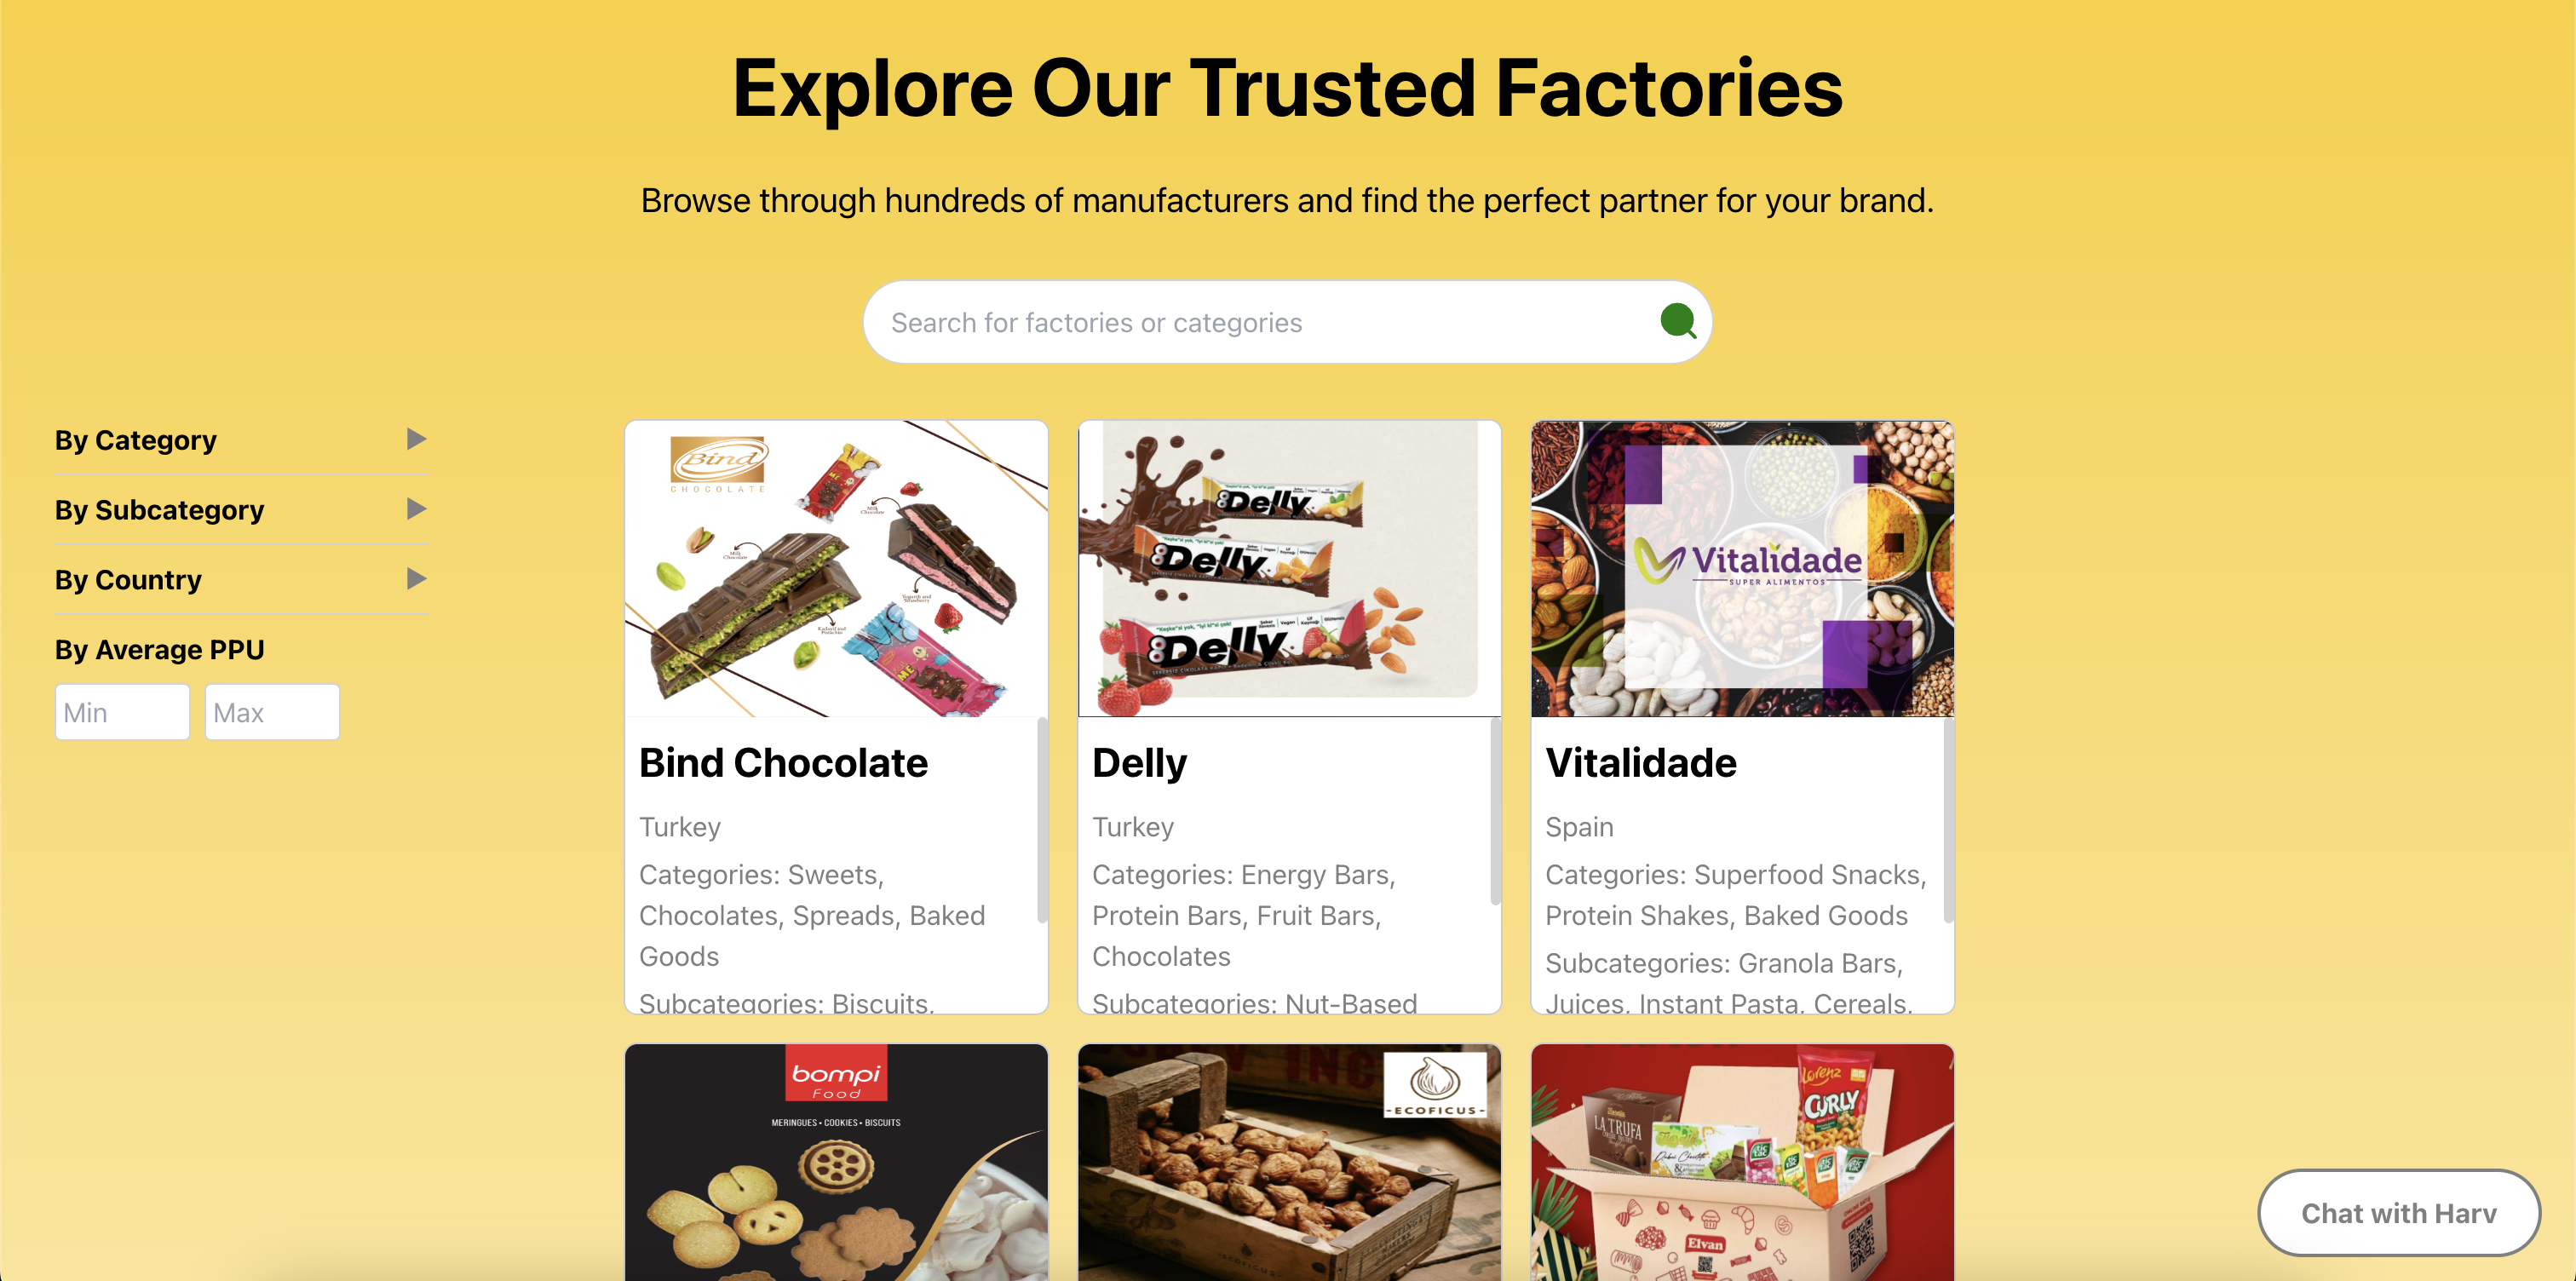 Explore Our Trusted Factories
Browse through hundreds of manufacturers and find the perfect partner for your brand.
Search for factories or categories
By Category
By Subcategory
By Country
By Average PPU
Min
Max
Bind
CHOCOLATE
Milk
Chocolate
Milk
Chocolate
ME
Bind Chocolate
Turkey
Categories: Sweets,
Chocolates, Spreads, Baked
Goods
Subcategories: Biscuits,
Delly
Delly
Delly
Delly
Turkey
Categories: Energy Bars,
Protein Bars, Fruit Bars,
Chocolates
Subcategories: Nut-Based
Vitalidade
SUPER ALIMENTOS
Vitalidade
Spain
Categories: Superfood Snacks,
Protein Shakes, Baked Goods
Subcategories: Granola Bars,
Juices, Instant Pasta, Cereals,
bompi
Food
MERINGUES • COOKIES • BISCUITS
-ECOFICUS-
Lorenz
CURLY
LA TRUFA
Elvan
Chat with Harv